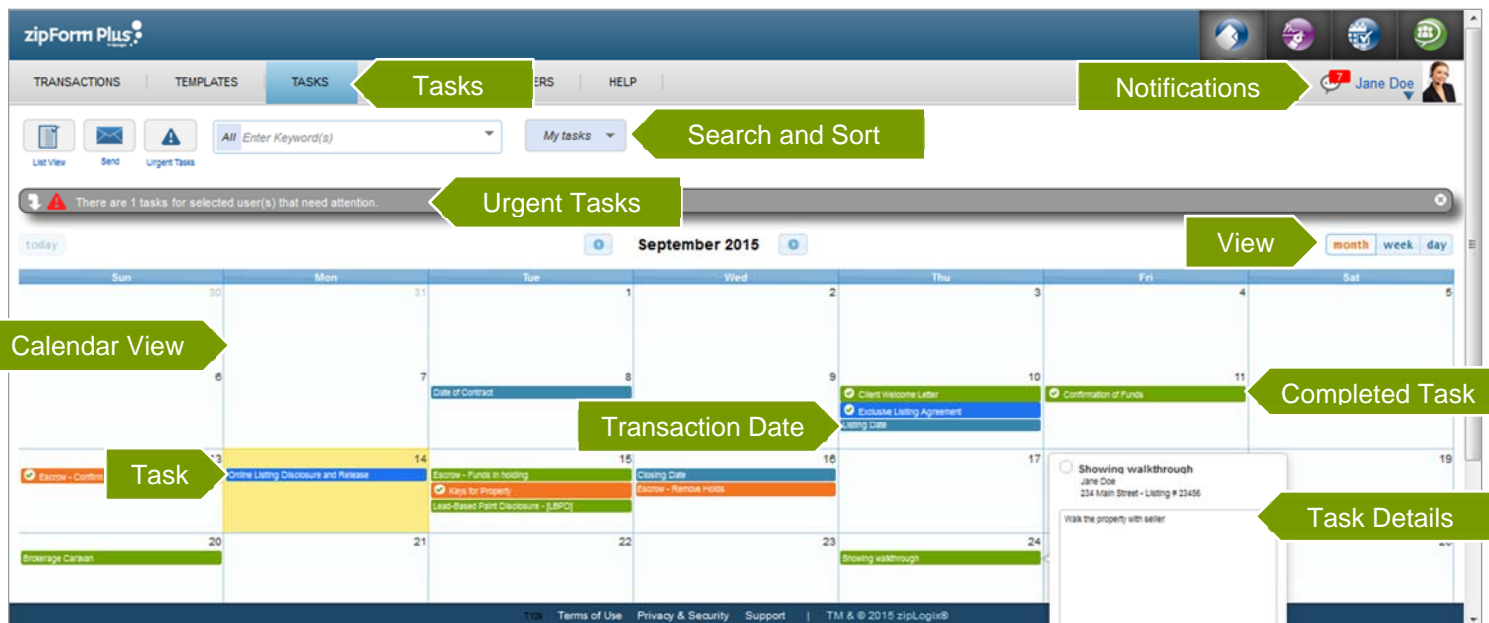 zipForm Plus
TRANSACTIONS TEMPLATES TASKS Tasks ERS HELP Notifications 7 Jane Doe
List View Send Urgent Tasks All Enter Keyword(s) My tasks Search and Sort
There are 1 tasks for selected user(s) that need attention. Urgent Tasks
today September 2015 View month week day
Sun Mon Tue Wed Thu Fri Sat
30 31 1 2 3 4 5
Calendar View
6 7 8 9 10 11
Date of Contract Client Welcome Letter Confirmation of Funds Completed Task
Exclusive Listing Agreement
Transaction Date Listing Date
13 14 15 16 17 19
Escrow - Confirm Task Online Listing Disclosure and Release Escrow - Funds in holding Closing Date
Keys for Property Escrow - Remove Holds
Lead-Based Paint Disclosure - [LBPD]
Showing walkthrough
Jane Doe
234 Main Street - Listing # 23456
Walk the property with seller
Task Details
20 21 22 23 24
Brokerage Caravan Showing walkthrough
Terms of Use Privacy & Security Support | TM & © 2015 zipLogix®